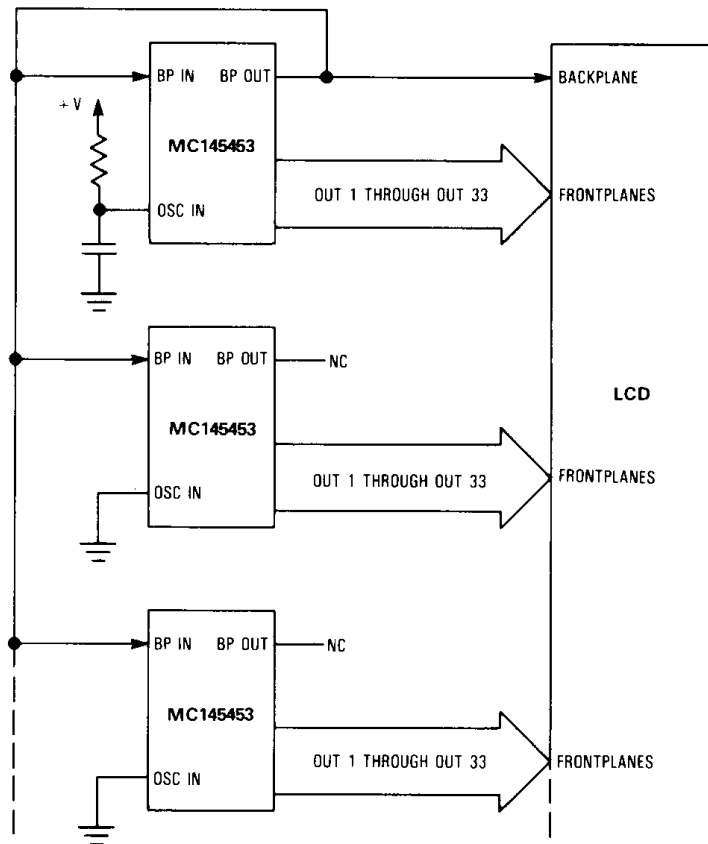 BP IN BP OUT
BACKPLANE
+ V
MC145453
OUT 1 THROUGH OUT 33
FRONTPLANES
OSC IN
BP IN BP OUT
NC
LCD
MC145453
OUT 1 THROUGH OUT 33
FRONTPLANES
OSC IN
BP IN BP OUT
NC
MC145453
OUT 1 THROUGH OUT 33
FRONTPLANES
OSC IN